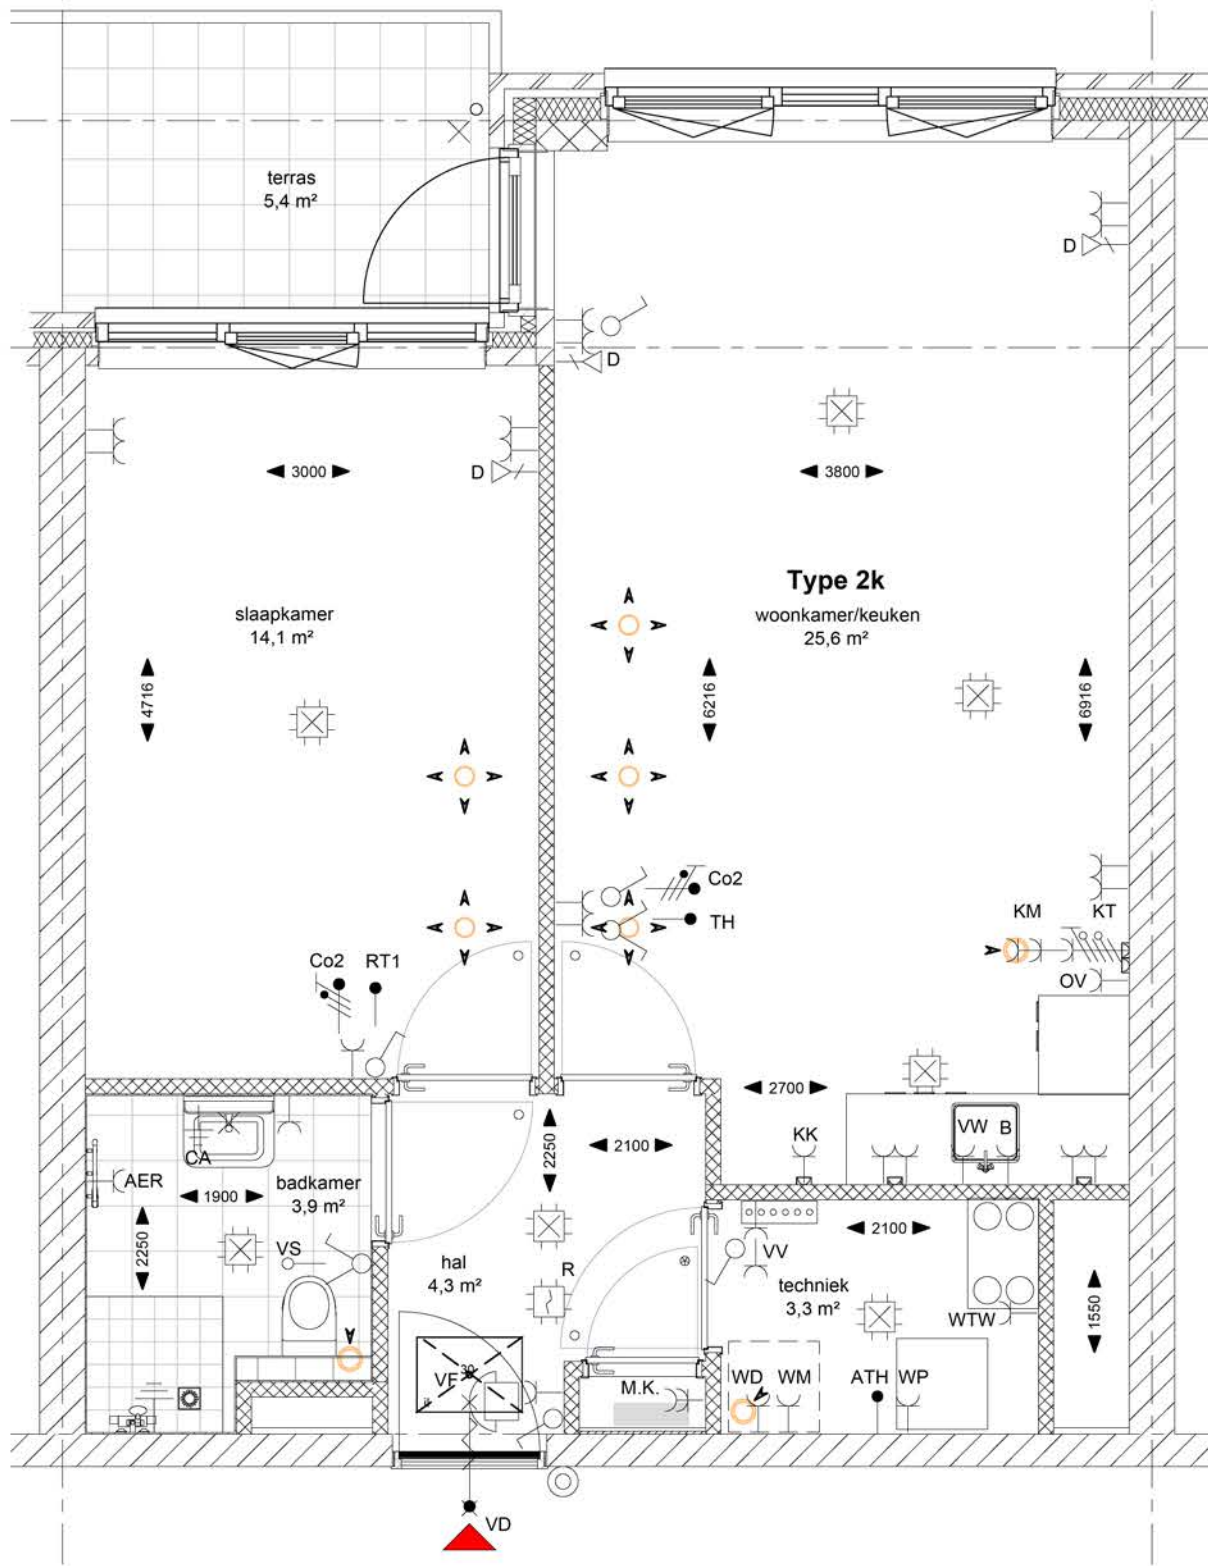 terras
5,4 m²
D
D
D
3000
3800
Type 2k
slaapkamer
14,1 m²
woonkamer/keuken
25,6 m²
4716
6216
6916
Co2
TH
KM
KT
OV
Co2
RT1
2700
KK
VW
B
2250
2100
CA
AER
1900
badkamer
3,9 m²
2250
VS
hal
4,3 m²
R
VV
2100
techniek
3,3 m²
WTW
1550
VF
30
M.K.
WD
WM
ATH
WP
VD